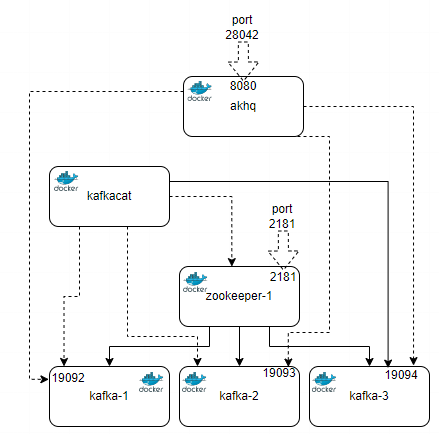 port
28042
8080
docker
akhq
docker
kafkacat
port
2181
2181
docker
zookeeper-1
19092
docker
kafka-1
19093
docker
kafka-2
19094
docker
kafka-3